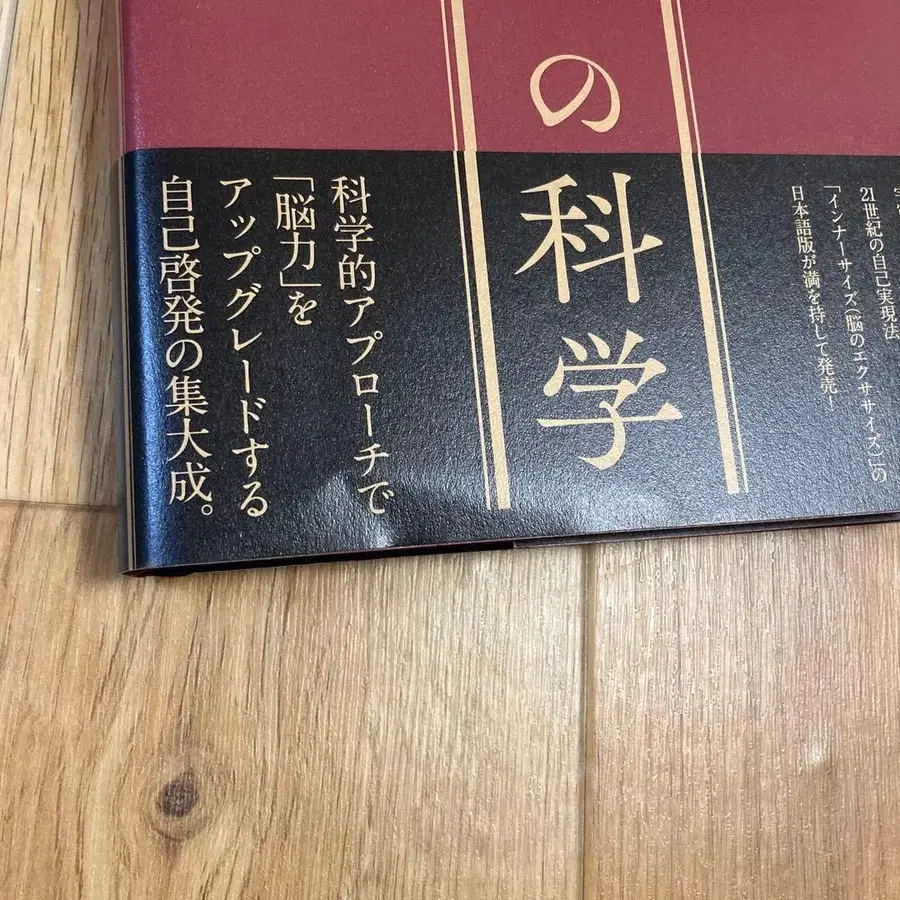 21世紀の自己実現法
「インナーサイズ(脳のエクササイズ)」の
日本語版が満を持して発売!
の科学
科学的アプローチで
「脳力」を
アップグレードする
自己啓発の集大成。